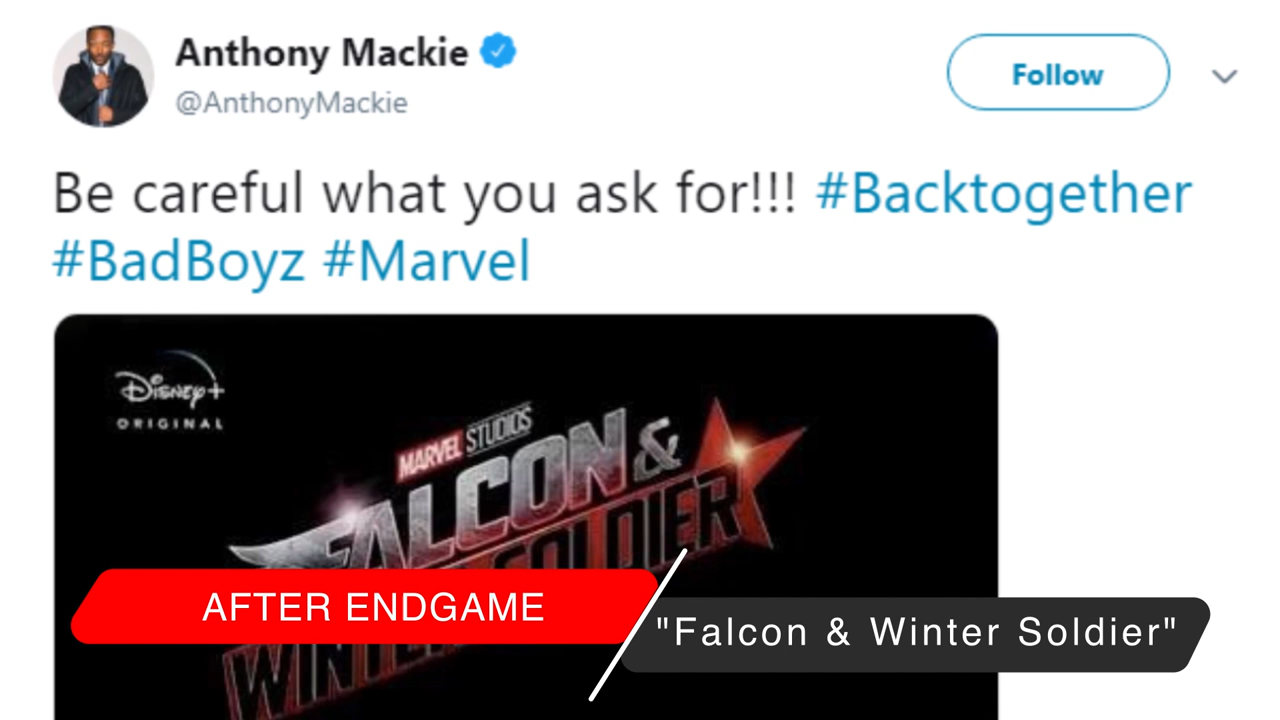 Anthony Mackie
@AnthonyMackie
Follow
Be careful what you ask for!!! #Backtogether
#BadBoyz #Marvel
Disney+
ORIGINAL
MARVEL STUDIOS
FALCON &
SOLDIER
AFTER ENDGAME
"Falcon & Winter Soldier"